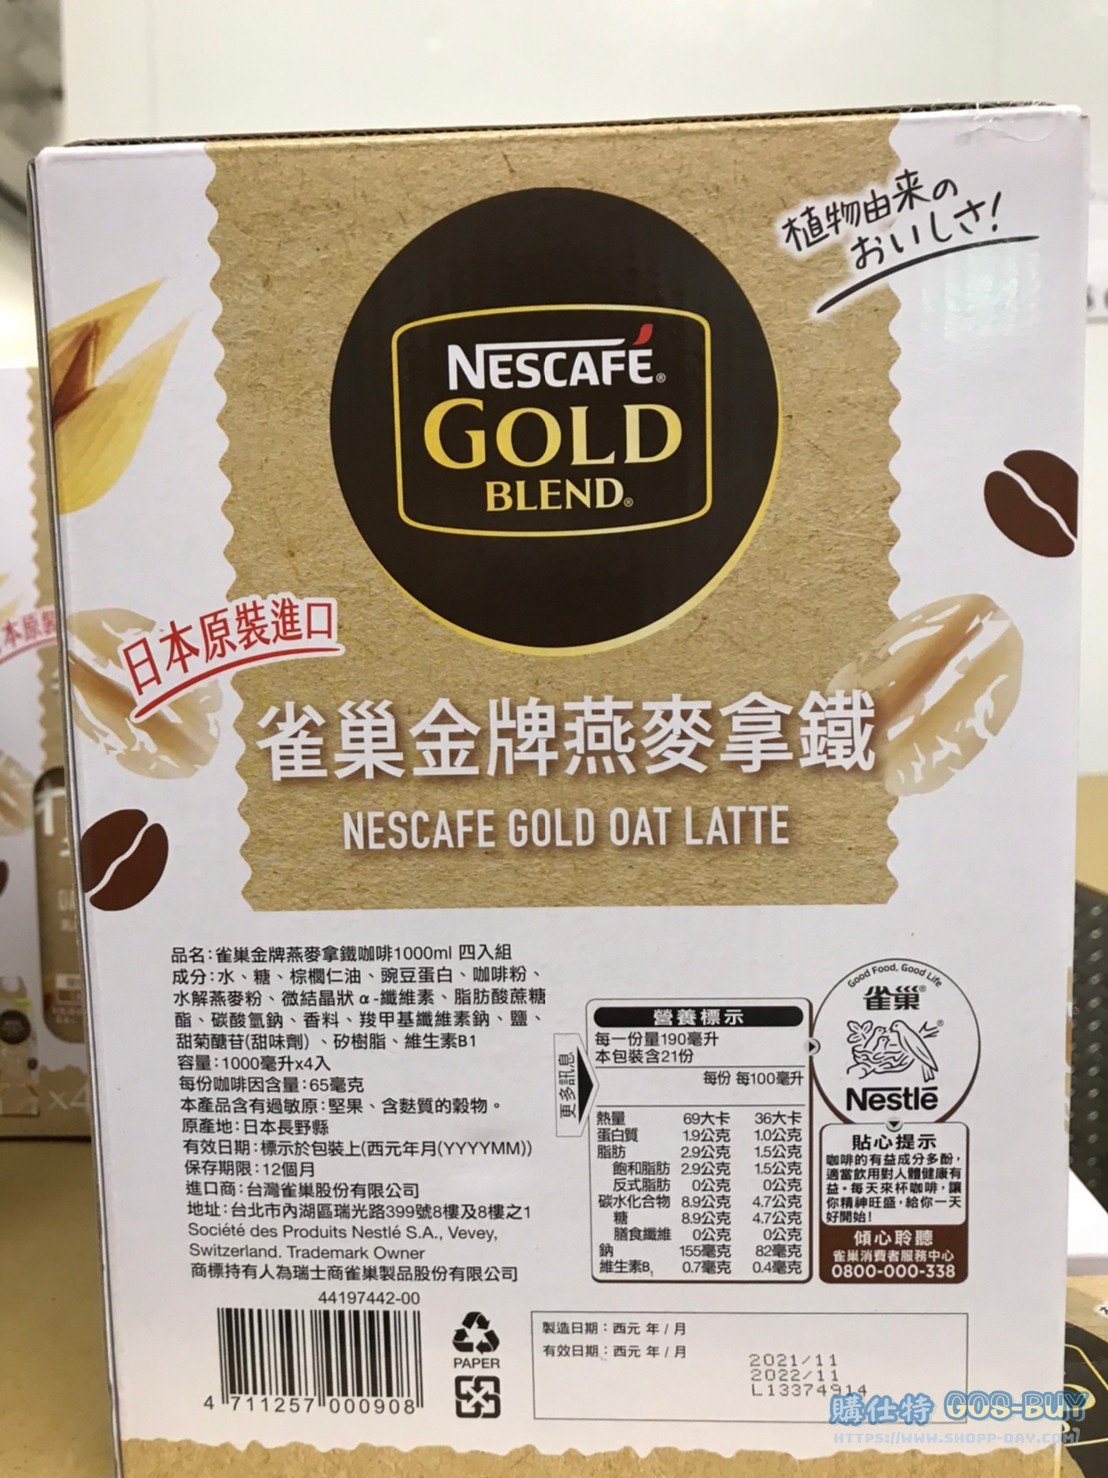 植物由来の
おいしさ!
NESCAFÉ®
GOLD
BLEND®
日本原裝進口
雀巢金牌燕麥拿鐵
NESCAFE GOLD OAT LATTE
品名:雀巢金牌燕麥拿鐵咖啡1000ml 四入組
成分:水、糖、棕櫚仁油、豌豆蛋白、咖啡粉、
水解燕麥粉、微結晶狀α-纖維素、脂肪酸蔗糖
酯、碳酸氫鈉、香料、羧甲基纖維素鈉、鹽、
甜菊醣苷(甜味劑)、矽樹脂、維生素B1
容量:1000毫升x4入
每份咖啡因含量:65毫克
本產品含有過敏原:堅果、含麩質的穀物。
原產地:日本長野縣
有效日期:標示於包裝上(西元年月(YYYYMM))
保存期限:12個月
進口商:台灣雀巢股份有限公司
地址:台北市內湖區瑞光路399號8樓及8樓之1
Société des Produits Nestlé S.A., Vevey,
Switzerland. Trademark Owner
商標持有人為瑞士商雀巢製品股份有限公司
44197442-00
4 711257 000908
PAPER
更多訊息
營養標示
每一份量190毫升
本包裝含21份
每份 每100毫升
熱量 69大卡 36大卡
蛋白質 1.9公克 1.0公克
脂肪 2.9公克 1.5公克
飽和脂肪 2.9公克 1.5公克
反式脂肪 0公克 0公克
碳水化合物 8.9公克 4.7公克
糖 8.9公克 4.7公克
膳食纖維 0公克 0公克
鈉 155毫克 82毫克
維生素B1 0.7毫克 0.4毫克
Good Food, Good Life
雀巢®
Nestlé
貼心提示
咖啡的有益成分多酚,
適當飲用對人體健康有
益。每天來杯咖啡,讓
你精神旺盛,給你一天
好開始!
傾心聆聽
雀巢消費者服務中心
0800-000-338
製造日期:西元 年/月
有效日期:西元 年/月
2021/11
2022/11
L13374914
購仕特 GOS-BUY
HTTPS://WWW.SHOPP-DAY.COM/